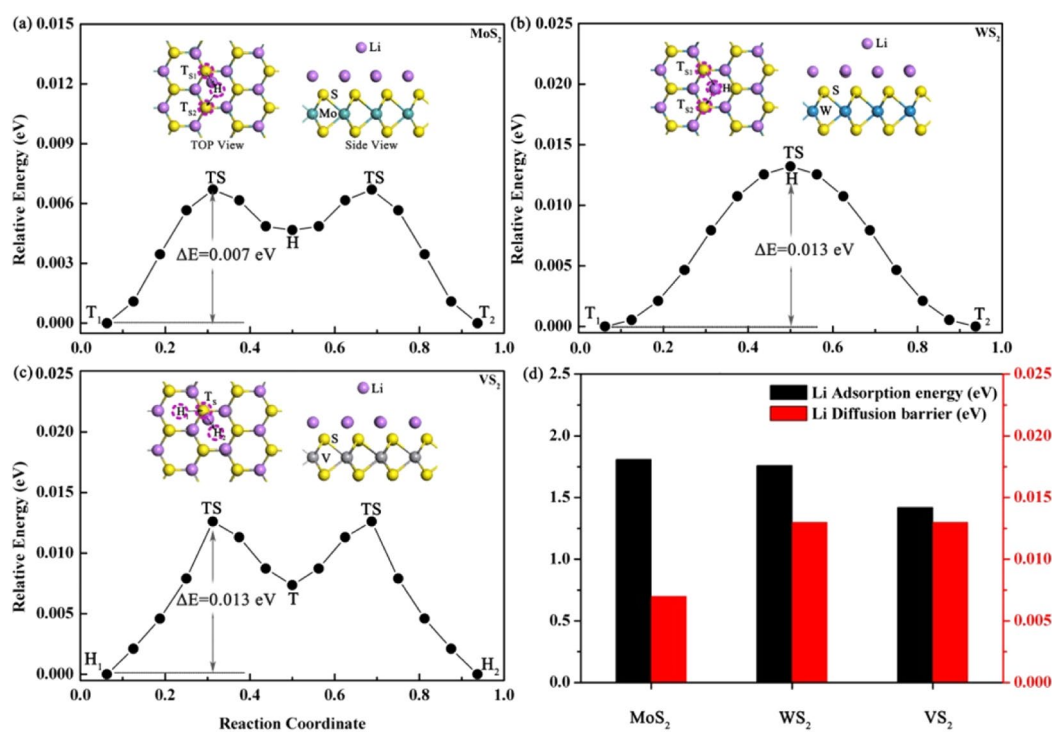 (a)
MoS₂
Relative Energy (eV)
0.015
0.012
0.009
0.006
0.003
0.000
0.0 0.2 0.4 0.6 0.8 1.0
Li
T_S1
H
T_S2
TOP View
S
Mo
Side View
TS
TS
H
ΔE=0.007 eV
T₁
T₂
(b)
WS₂
Relative Energy (eV)
0.025
0.020
0.015
0.010
0.005
0.000
0.0 0.2 0.4 0.6 0.8 1.0
Li
T_S1
H
T_S2
S
W
TS
H
ΔE=0.013 eV
T₁
T₂
(c)
VS₂
Relative Energy (eV)
0.025
0.020
0.015
0.010
0.005
0.000
0.0 0.2 0.4 0.6 0.8 1.0
Reaction Coordinate
Li
T_S
S
V
TS
TS
T
ΔE=0.013 eV
H₁
H₂
(d)
Li Adsorption energy (eV)
Li Diffusion barrier (eV)
2.5
2.0
1.5
1.0
0.5
0.0
0.025
0.020
0.015
0.010
0.005
0.000
MoS₂ WS₂ VS₂